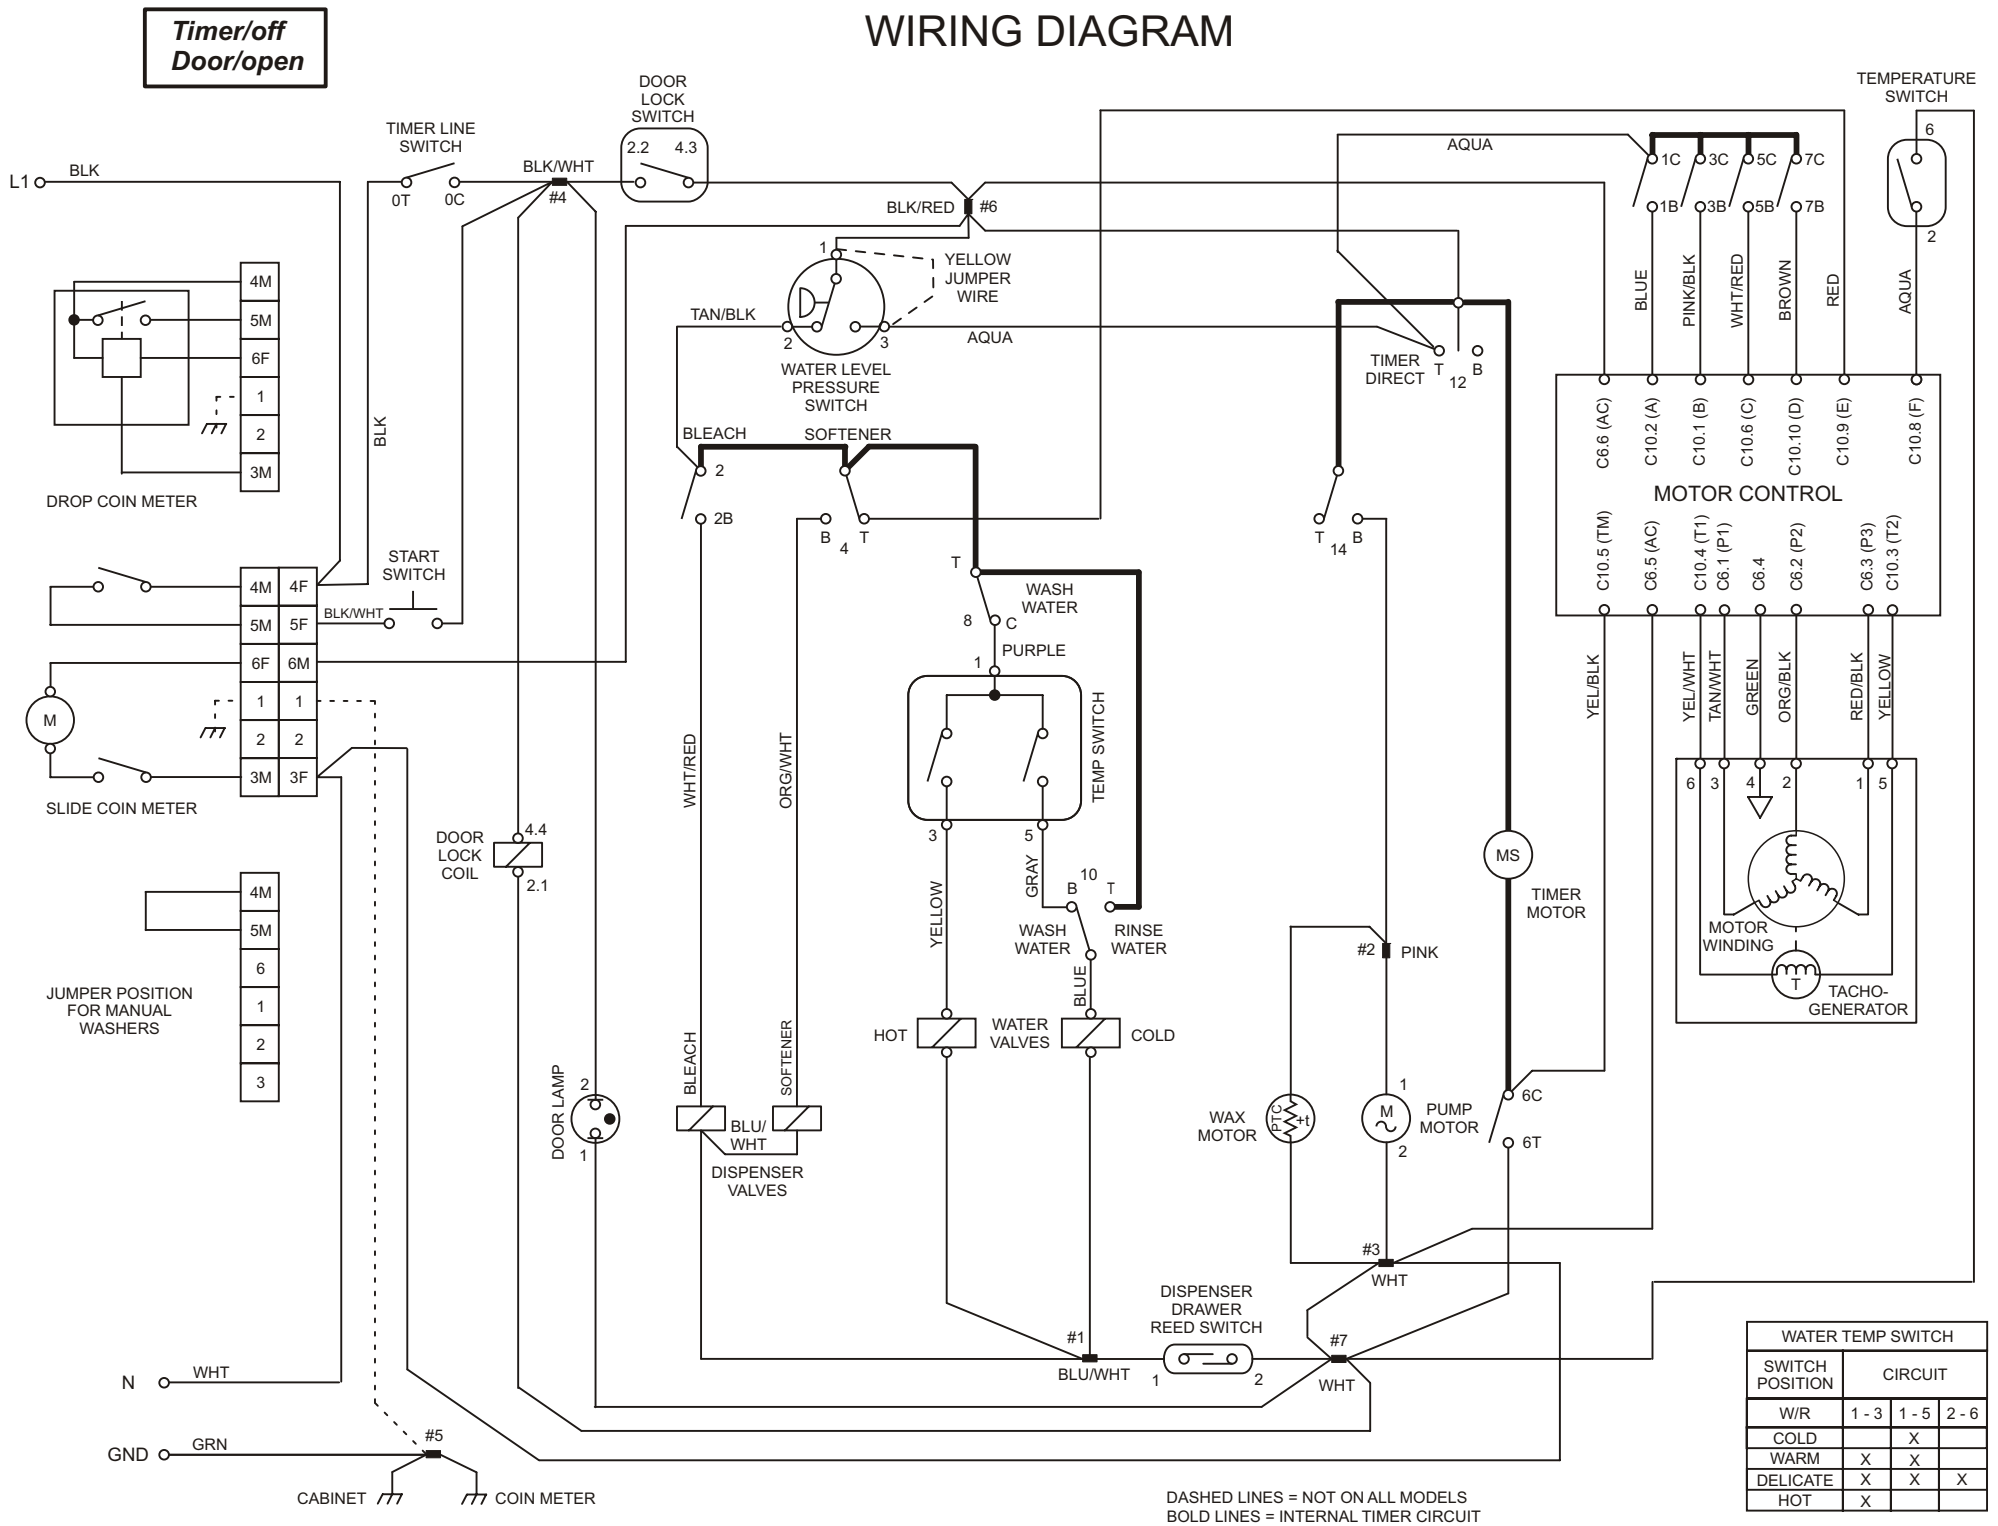 WIRING DIAGRAM
Timer/off
Door/open
L1
BLK
TIMER LINE
SWITCH
0T
0C
BLK/WHT
#4
DOOR
LOCK
SWITCH
2.2
4.3
BLK/RED
#6
1
YELLOW
JUMPER
WIRE
TAN/BLK
2
3
AQUA
WATER LEVEL
PRESSURE
SWITCH
AQUA
TIMER
DIRECT
T
12
B
1C
3C
5C
7C
1B
3B
5B
7B
BLUE
PINK/BLK
WHT/RED
BROWN
RED
AQUA
TEMPERATURE
SWITCH
6
2
C6.6 (AC)
C10.2 (A)
C10.1 (B)
C10.6 (C)
C10.10 (D)
C10.9 (E)
C10.8 (F)
MOTOR CONTROL
C10.5 (TM)
C6.5 (AC)
C10.4 (T1)
C6.1 (P1)
C6.4
C6.2 (P2)
C6.3 (P3)
C10.3 (T2)
YEL/BLK
YEL/WHT
TAN/WHT
GREEN
ORG/BLK
RED/BLK
YELLOW
6
3
4
2
1
5
MOTOR
WINDING
T
TACHO-
GENERATOR
4M
5M
6F
1
2
3M
DROP COIN METER
BLK
4M 4F
5M 5F
6F 6M
1 1
2 2
3M 3F
M
SLIDE COIN METER
START
SWITCH
BLK/WHT
4M
5M
6
1
2
3
JUMPER POSITION
FOR MANUAL
WASHERS
DOOR
LOCK
COIL
4.4
2.1
DOOR LAMP
2
1
BLEACH
2
2B
SOFTENER
B
4
T
WHT/RED
ORG/WHT
BLEACH
SOFTENER
BLU/
WHT
DISPENSER
VALVES
T
WASH
WATER
8
C
PURPLE
1
TEMP SWITCH
3
5
YELLOW
GRAY
10
B
T
WASH
WATER
RINSE
WATER
BLUE
HOT
WATER
VALVES
COLD
T
14
B
MS
TIMER
MOTOR
#2
PINK
WAX
MOTOR
PTC
+t
M
1
2
PUMP
MOTOR
6C
6T
#3
WHT
DISPENSER
DRAWER
REED SWITCH
#1
BLU/WHT
1
2
#7
WHT
N
WHT
GND
GRN
#5
CABINET
COIN METER
DASHED LINES = NOT ON ALL MODELS
BOLD LINES = INTERNAL TIMER CIRCUIT
WATER TEMP SWITCH
SWITCH
POSITION
CIRCUIT
W/R 1 - 3 1 - 5 2 - 6
COLD X
WARM X X
DELICATE X X X
HOT X